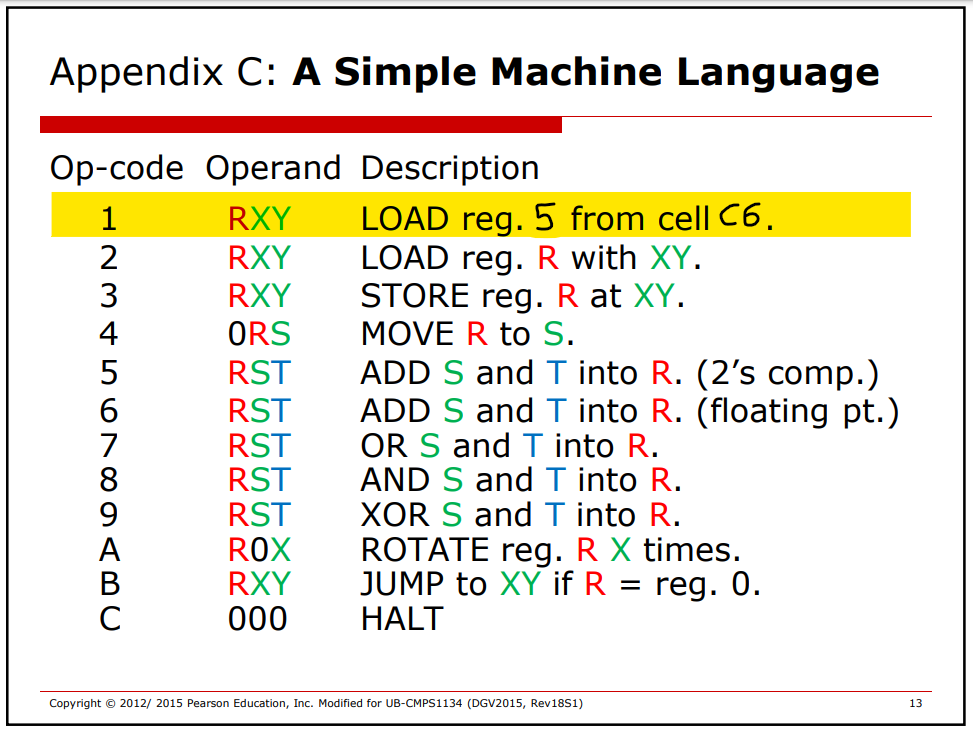 Appendix C: A Simple Machine Language
Op-code Operand Description
1 RXY LOAD reg. 5 from cell C6.
2 RXY LOAD reg. R with XY.
3 RXY STORE reg. R at XY.
4 0RS MOVE R to S.
5 RST ADD S and T into R. (2’s comp.)
6 RST ADD S and T into R. (floating pt.)
7 RST OR S and T into R.
8 RST AND S and T into R.
9 RST XOR S and T into R.
A R0X ROTATE reg. R X times.
B RXY JUMP to XY if R = reg. 0.
C 000 HALT
Copyright © 2012/ 2015 Pearson Education, Inc. Modified for UB-CMPS1134 (DGV2015, Rev18S1) 13